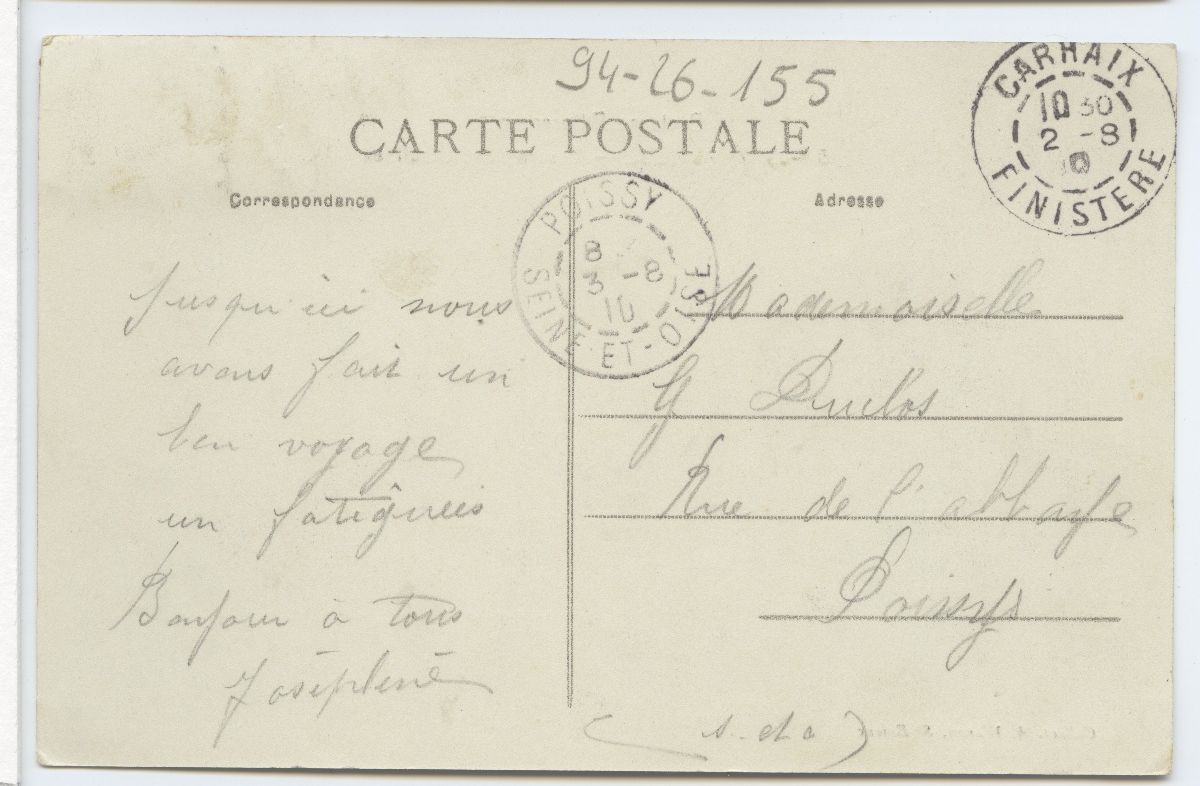 94-26-155
CARTE POSTALE
CARHAIX
10 30
2 -8
10
FINISTERE
Correspondance
Adresse
POISSY
8
3 -8
10
SEINE-ET-OISE
Jusqu'ici nous
avons fait un
bon voyage
un fatiguées
Bonjour à tous
Joséphine
Mademoiselle
G Duclos
Rue de l'abbaye
Poissy
(s. et o)